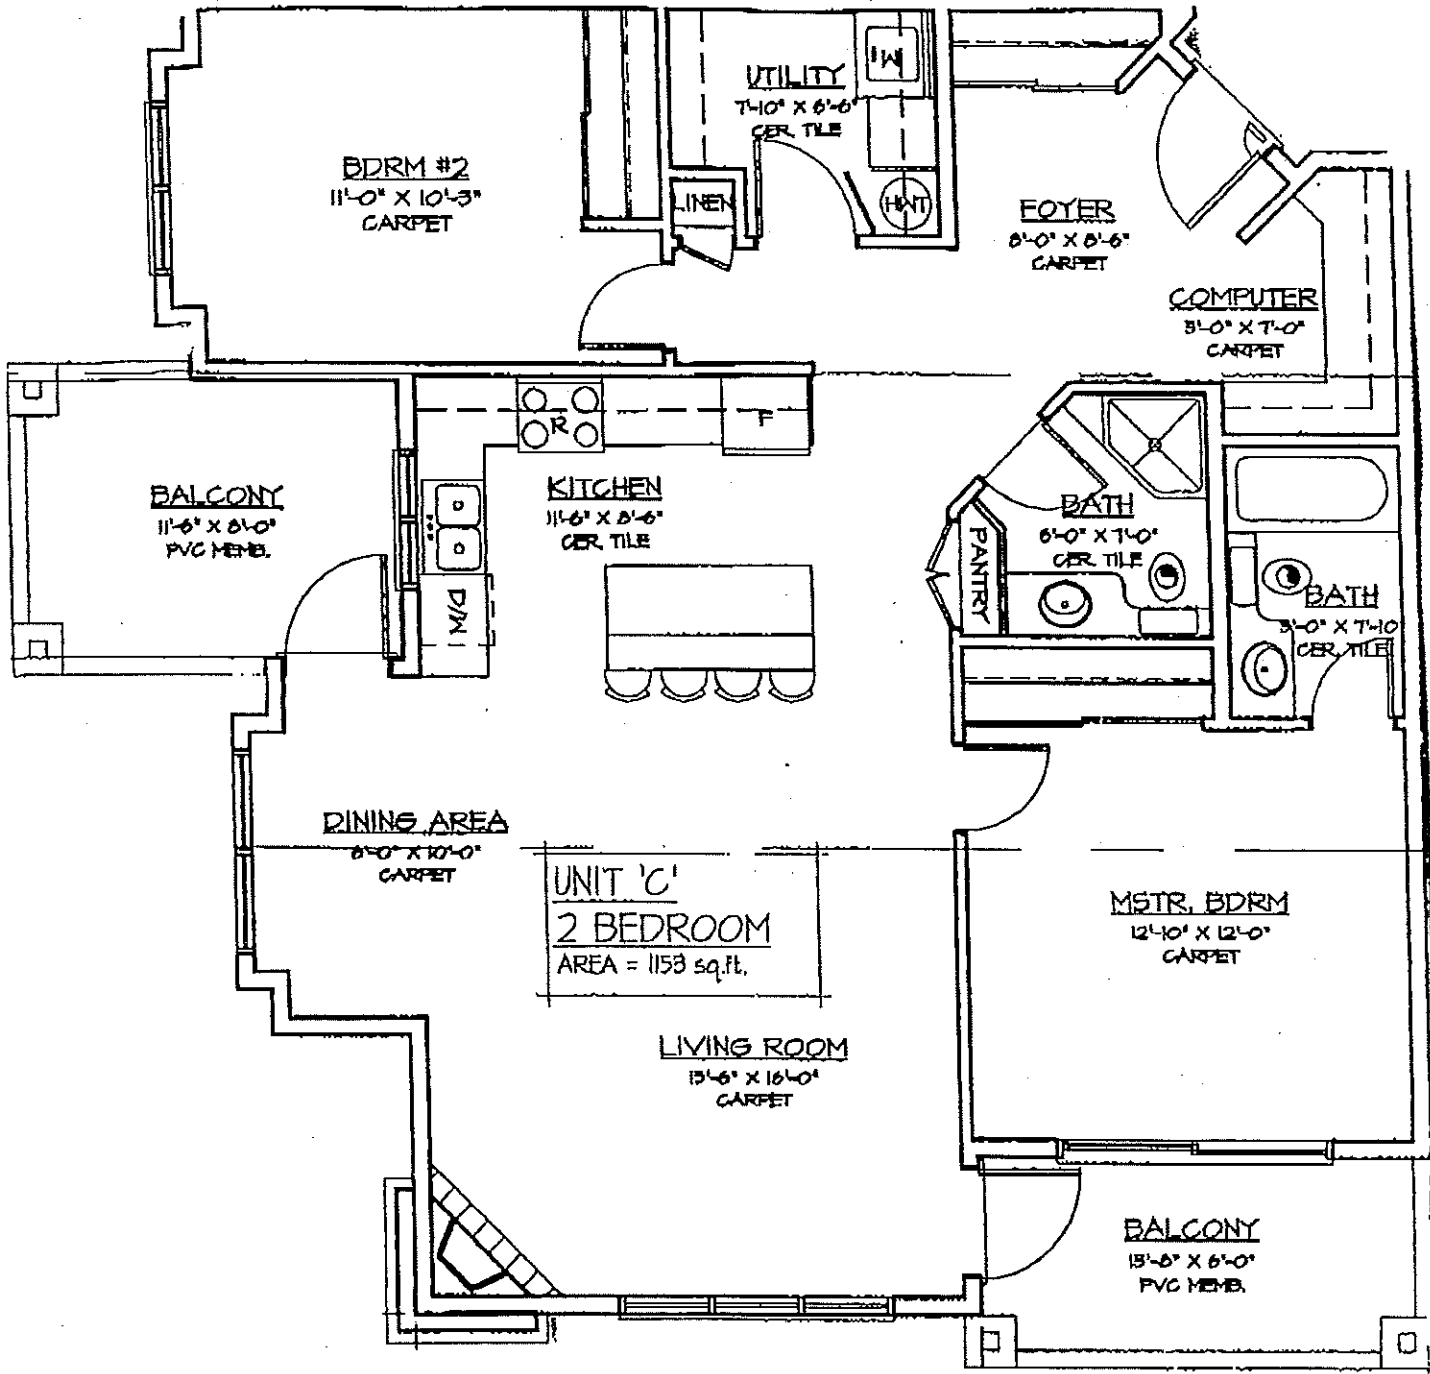 UTILITY
7'-10" X 6'-6"
CER. TILE
BDRM #2
11'-0" X 10'-3"
CARPET
LINEN
HWT
FOYER
8'-0" X 8'-6"
CARPET
COMPUTER
5'-0" X 7'-0"
CARPET
R
F
BALCONY
11'-6" X 8'-0"
PVC MEMB.
KITCHEN
11'-6" X 8'-6"
CER. TILE
D/W
PANTRY
BATH
6'-0" X 7'-0"
CER. TILE
BATH
5'-0" X 7'-10
CER. TILE
DINING AREA
8'-0" X 10'-0"
CARPET
UNIT 'C'
2 BEDROOM
AREA = 1153 sq.ft.
MSTR. BDRM
12'-10" X 12'-0"
CARPET
LIVING ROOM
13'-6" X 16'-0"
CARPET
BALCONY
13'-8" X 6'-0"
PVC MEMB.